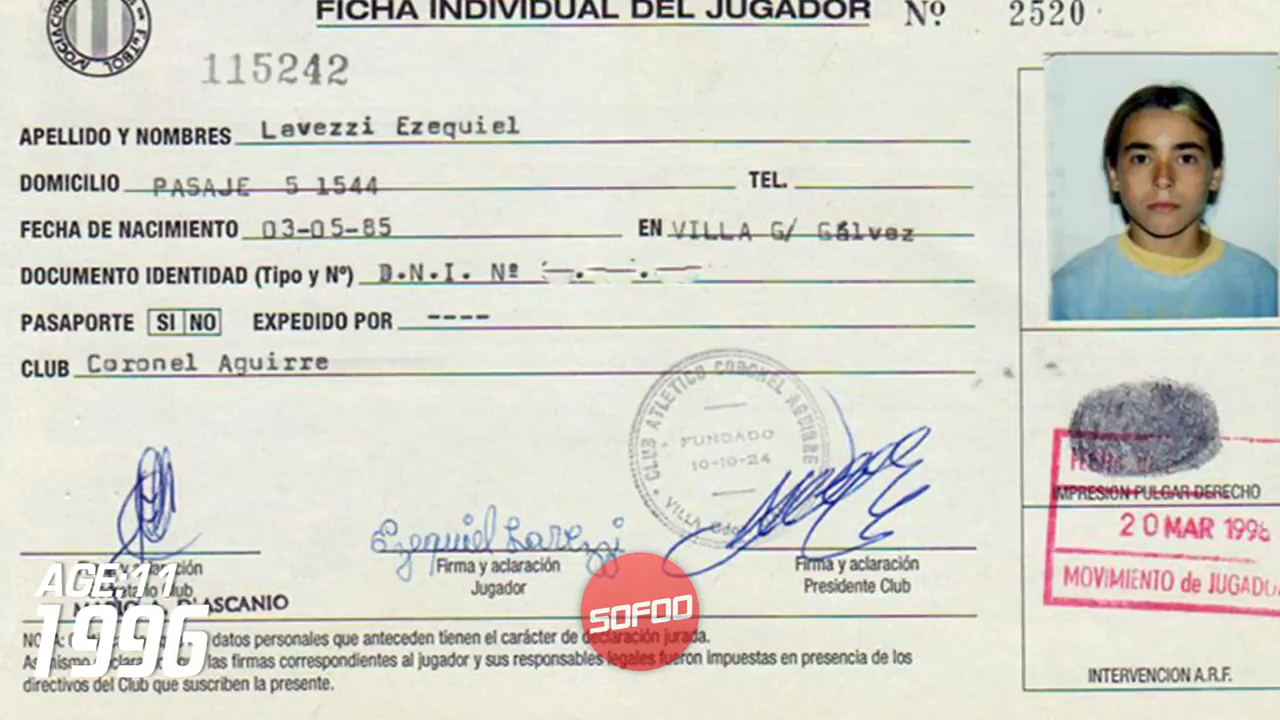 FICHA INDIVIDUAL DEL JUGADOR Nº 2520
115242
APELLIDO Y NOMBRES Lavezzi Ezequiel
DOMICILIO PASAJE 5 1544 TEL.
FECHA DE NACIMIENTO 03-05-85 EN VILLA G/ Gálvez
DOCUMENTO IDENTIDAD (Tipo y Nº) D.N.I. Nº
PASAPORTE SI NO EXPEDIDO POR ----
CLUB Coronel Aguirre
CLUB ATLETICO CORONEL AGUIRRE
FUNDADO
10-10-24
VILLA
IMPRESION PULGAR DERECHO
20 MAR 1996
MOVIMIENTO de JUGADO
Ezequiel Lavezzi
Firma y aclaración
Jugador
Firma y aclaración
Presidente Club
Club
AGE:11
1996
SOFOO
datos personales que anteceden tienen el carácter de declaración jurada.
las firmas correspondientes al jugador y sus responsables legales fueron impuestas en presencia de los
directivos del Club que suscriben la presente.
INTERVENCION A.R.F.